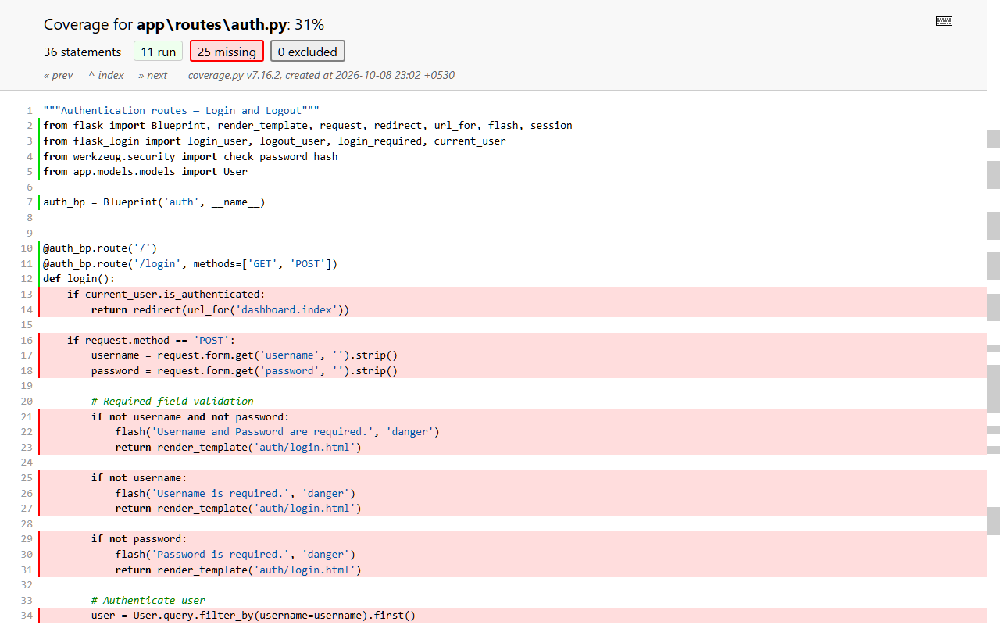 Coverage for app\routes\auth.py: 31%
36 statements 11 run 25 missing 0 excluded
« prev ^ index » next coverage.py v7.16.2, created at 2026-10-08 23:02 +0530
1 """Authentication routes — Login and Logout"""
2 from flask import Blueprint, render_template, request, redirect, url_for, flash, session
3 from flask_login import login_user, logout_user, login_required, current_user
4 from werkzeug.security import check_password_hash
5 from app.models.models import User
6
7 auth_bp = Blueprint('auth', __name__)
8
9
10 @auth_bp.route('/')
11 @auth_bp.route('/login', methods=['GET', 'POST'])
12 def login():
13     if current_user.is_authenticated:
14         return redirect(url_for('dashboard.index'))
15
16     if request.method == 'POST':
17         username = request.form.get('username', '').strip()
18         password = request.form.get('password', '').strip()
19
20         # Required field validation
21         if not username and not password:
22             flash('Username and Password are required.', 'danger')
23             return render_template('auth/login.html')
24
25         if not username:
26             flash('Username is required.', 'danger')
27             return render_template('auth/login.html')
28
29         if not password:
30             flash('Password is required.', 'danger')
31             return render_template('auth/login.html')
32
33         # Authenticate user
34         user = User.query.filter_by(username=username).first()